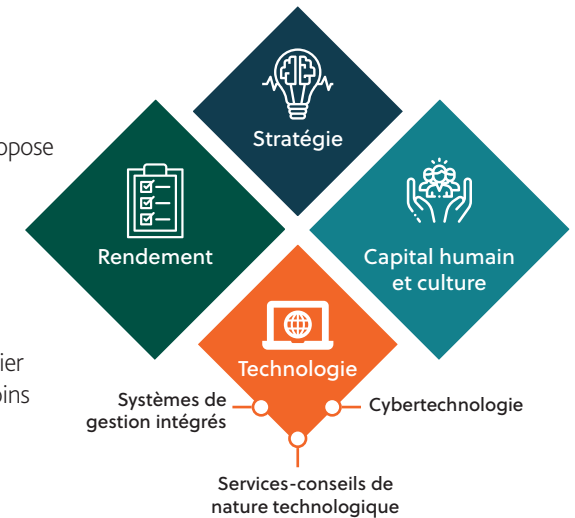 Stratégie
opose
Rendement
Capital humain
et culture
Technologie
ier
oins
Systèmes de
gestion intégrés
Cybertechnologie
Services-conseils de
nature technologique